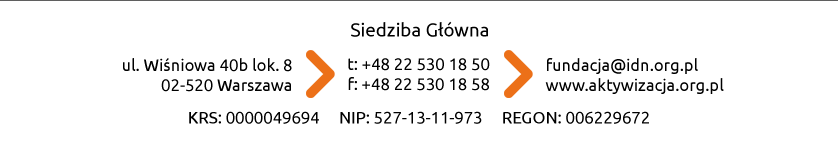 Siedziba Główna
ul. Wiśniowa 40b lok. 8
02-520 Warszawa
t: +48 22 530 18 50
f: +48 22 530 18 58
fundacja@idn.org.pl
www.aktywizacja.org.pl
KRS: 0000049694 NIP: 527-13-11-973 REGON: 006229672